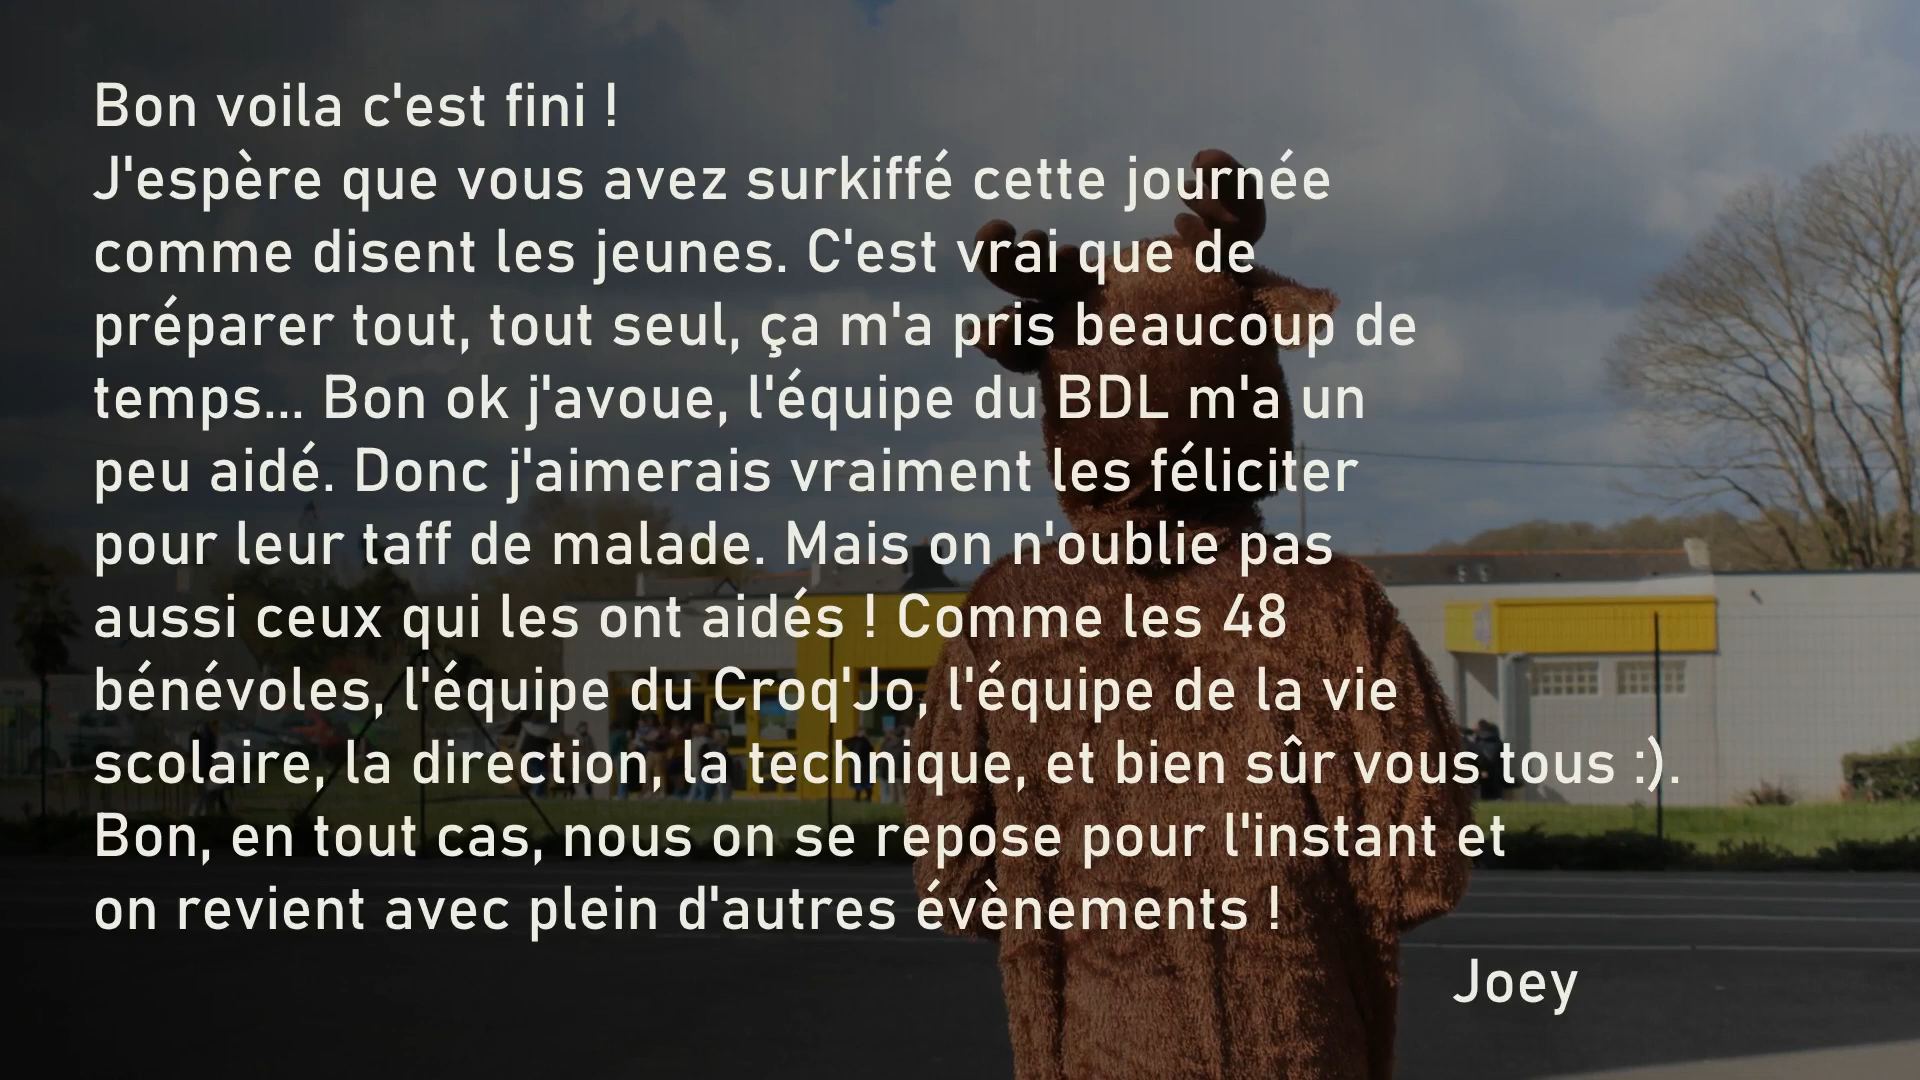 Bon voila c'est fini !
J'espère que vous avez surkiffé cette journée
comme disent les jeunes. C'est vrai que de
préparer tout, tout seul, ça m'a pris beaucoup de
temps... Bon ok j'avoue, l'équipe du BDL m'a un
peu aidé. Donc j'aimerais vraiment les féliciter
pour leur taff de malade. Mais on n'oublie pas
aussi ceux qui les ont aidés ! Comme les 48
bénévoles, l'équipe du Croq'Jo, l'équipe de la vie
scolaire, la direction, la technique, et bien sûr vous tous :).
Bon, en tout cas, nous on se repose pour l'instant et
on revient avec plein d'autres évènements !
Joey